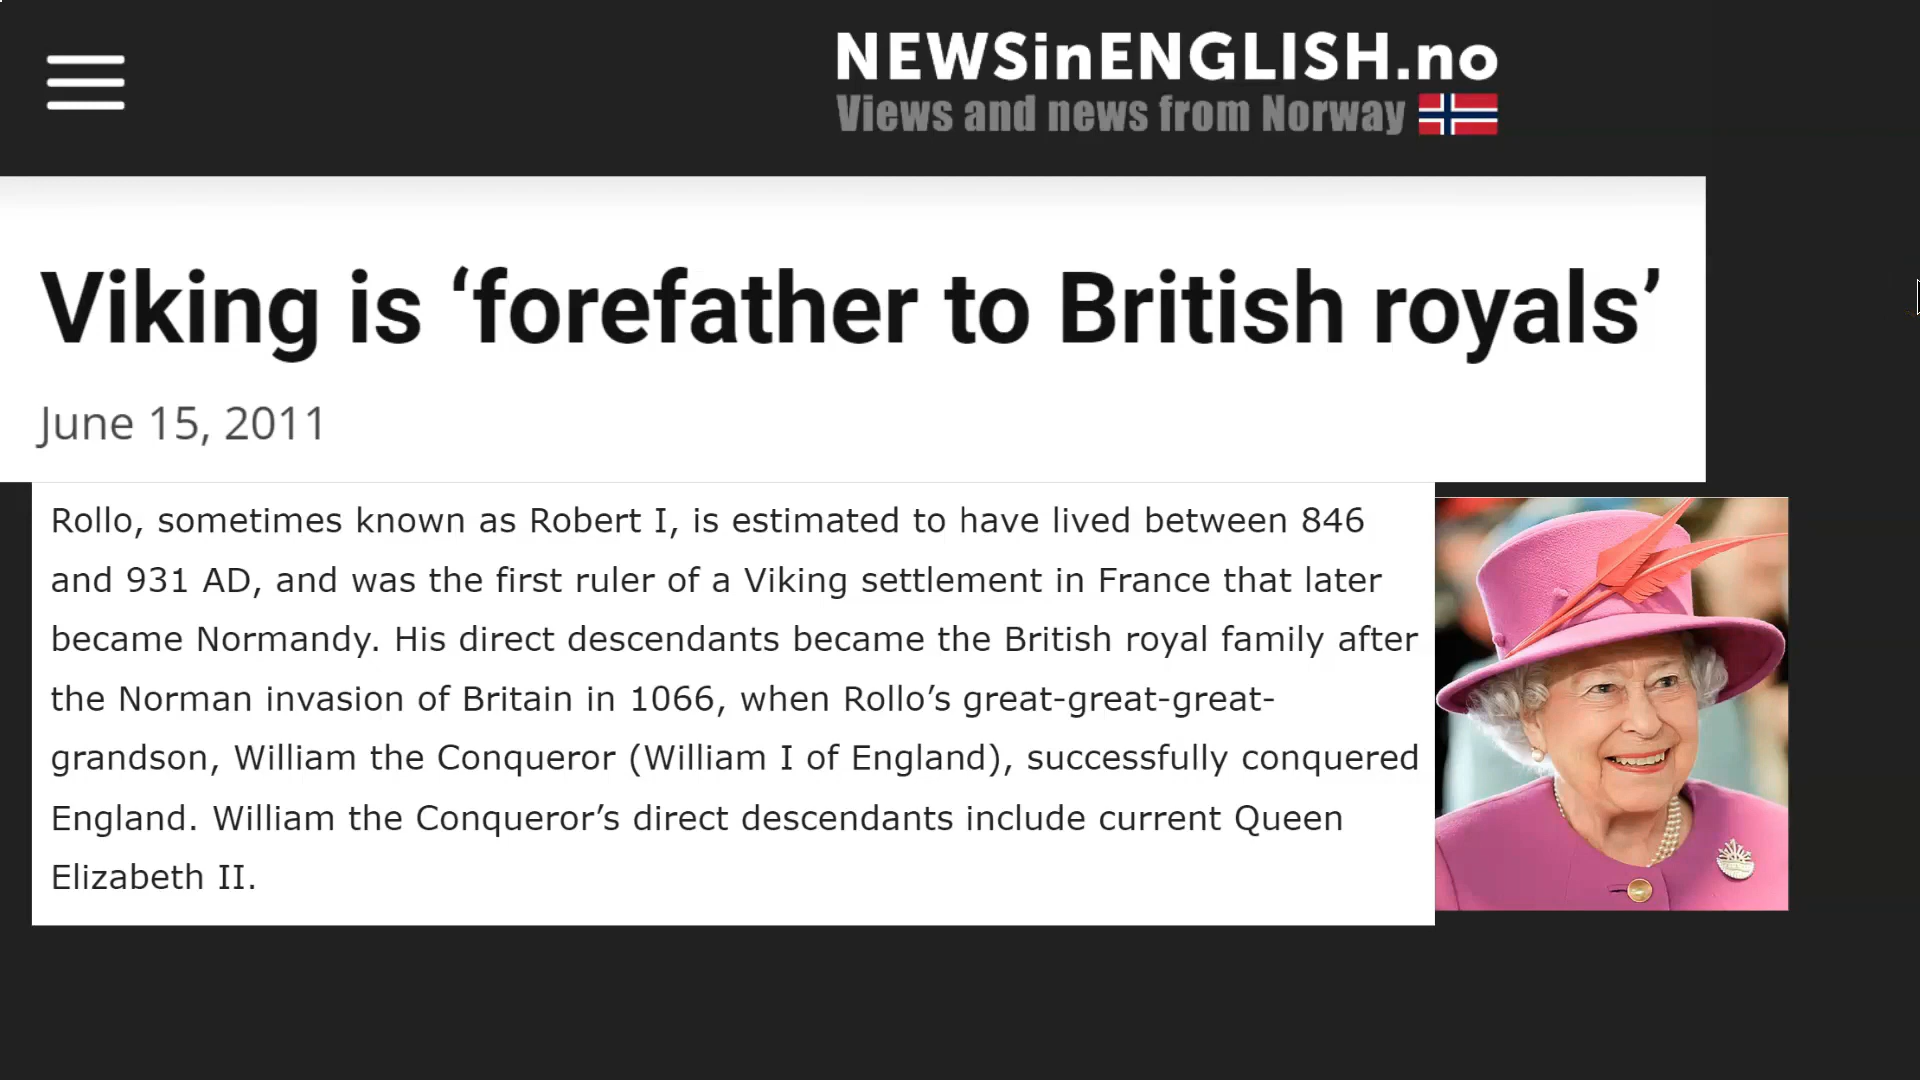 NEWSinENGLISH.no
Views and news from Norway
Viking is ‘forefather to British royals’
June 15, 2011
Rollo, sometimes known as Robert I, is estimated to have lived between 846
and 931 AD, and was the first ruler of a Viking settlement in France that later
became Normandy. His direct descendants became the British royal family after
the Norman invasion of Britain in 1066, when Rollo’s great-great-great-
grandson, William the Conqueror (William I of England), successfully conquered
England. William the Conqueror’s direct descendants include current Queen
Elizabeth II.